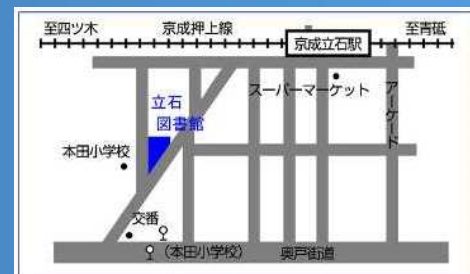 至四ツ木
京成押上線
至青砥
京成立石駅
スーパーマーケット
アーケード
立石
図書館
本田小学校
交番
(本田小学校)
奥戸街道